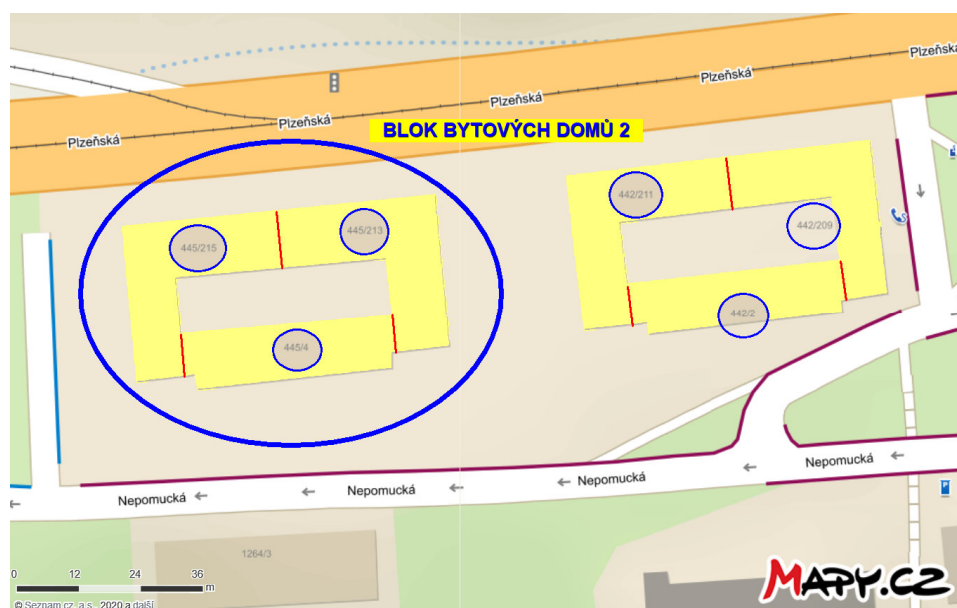 Plzeňská
Plzeňská
Plzeňská
Plzeňská
Plzeňská
BLOK BYTOVÝCH DOMŮ 2
442/211
445/213
442/209
445/215
442/2
445/4
Nepomucká
Nepomucká
Nepomucká
Nepomucká
P
1264/3
0 12 24 36
m
MAPY.CZ
© Seznam.cz, a.s., 2020 a další